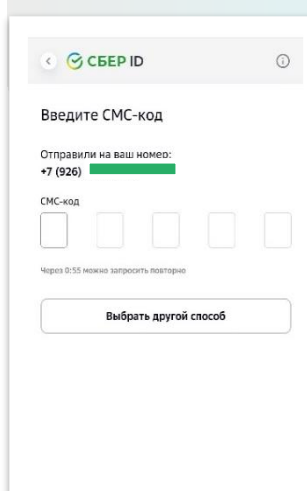 СБЕР ID
Введите СМС-код
Отправили на ваш номер:
+7 (926)
СМС-код
Через 0:55 можно запросить повторно
Выбрать другой способ